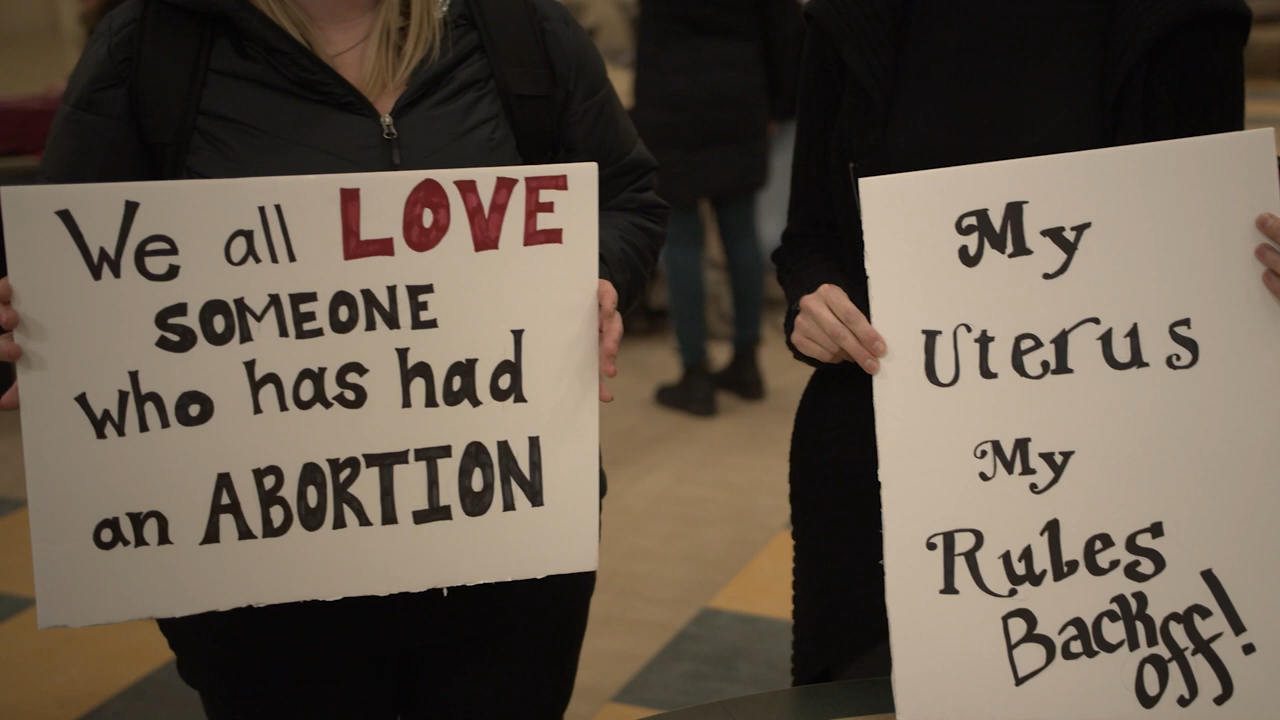 We all LOVE
SOMEONE
who has had
an ABORTION
My
Uterus
My
Rules
Back
off!